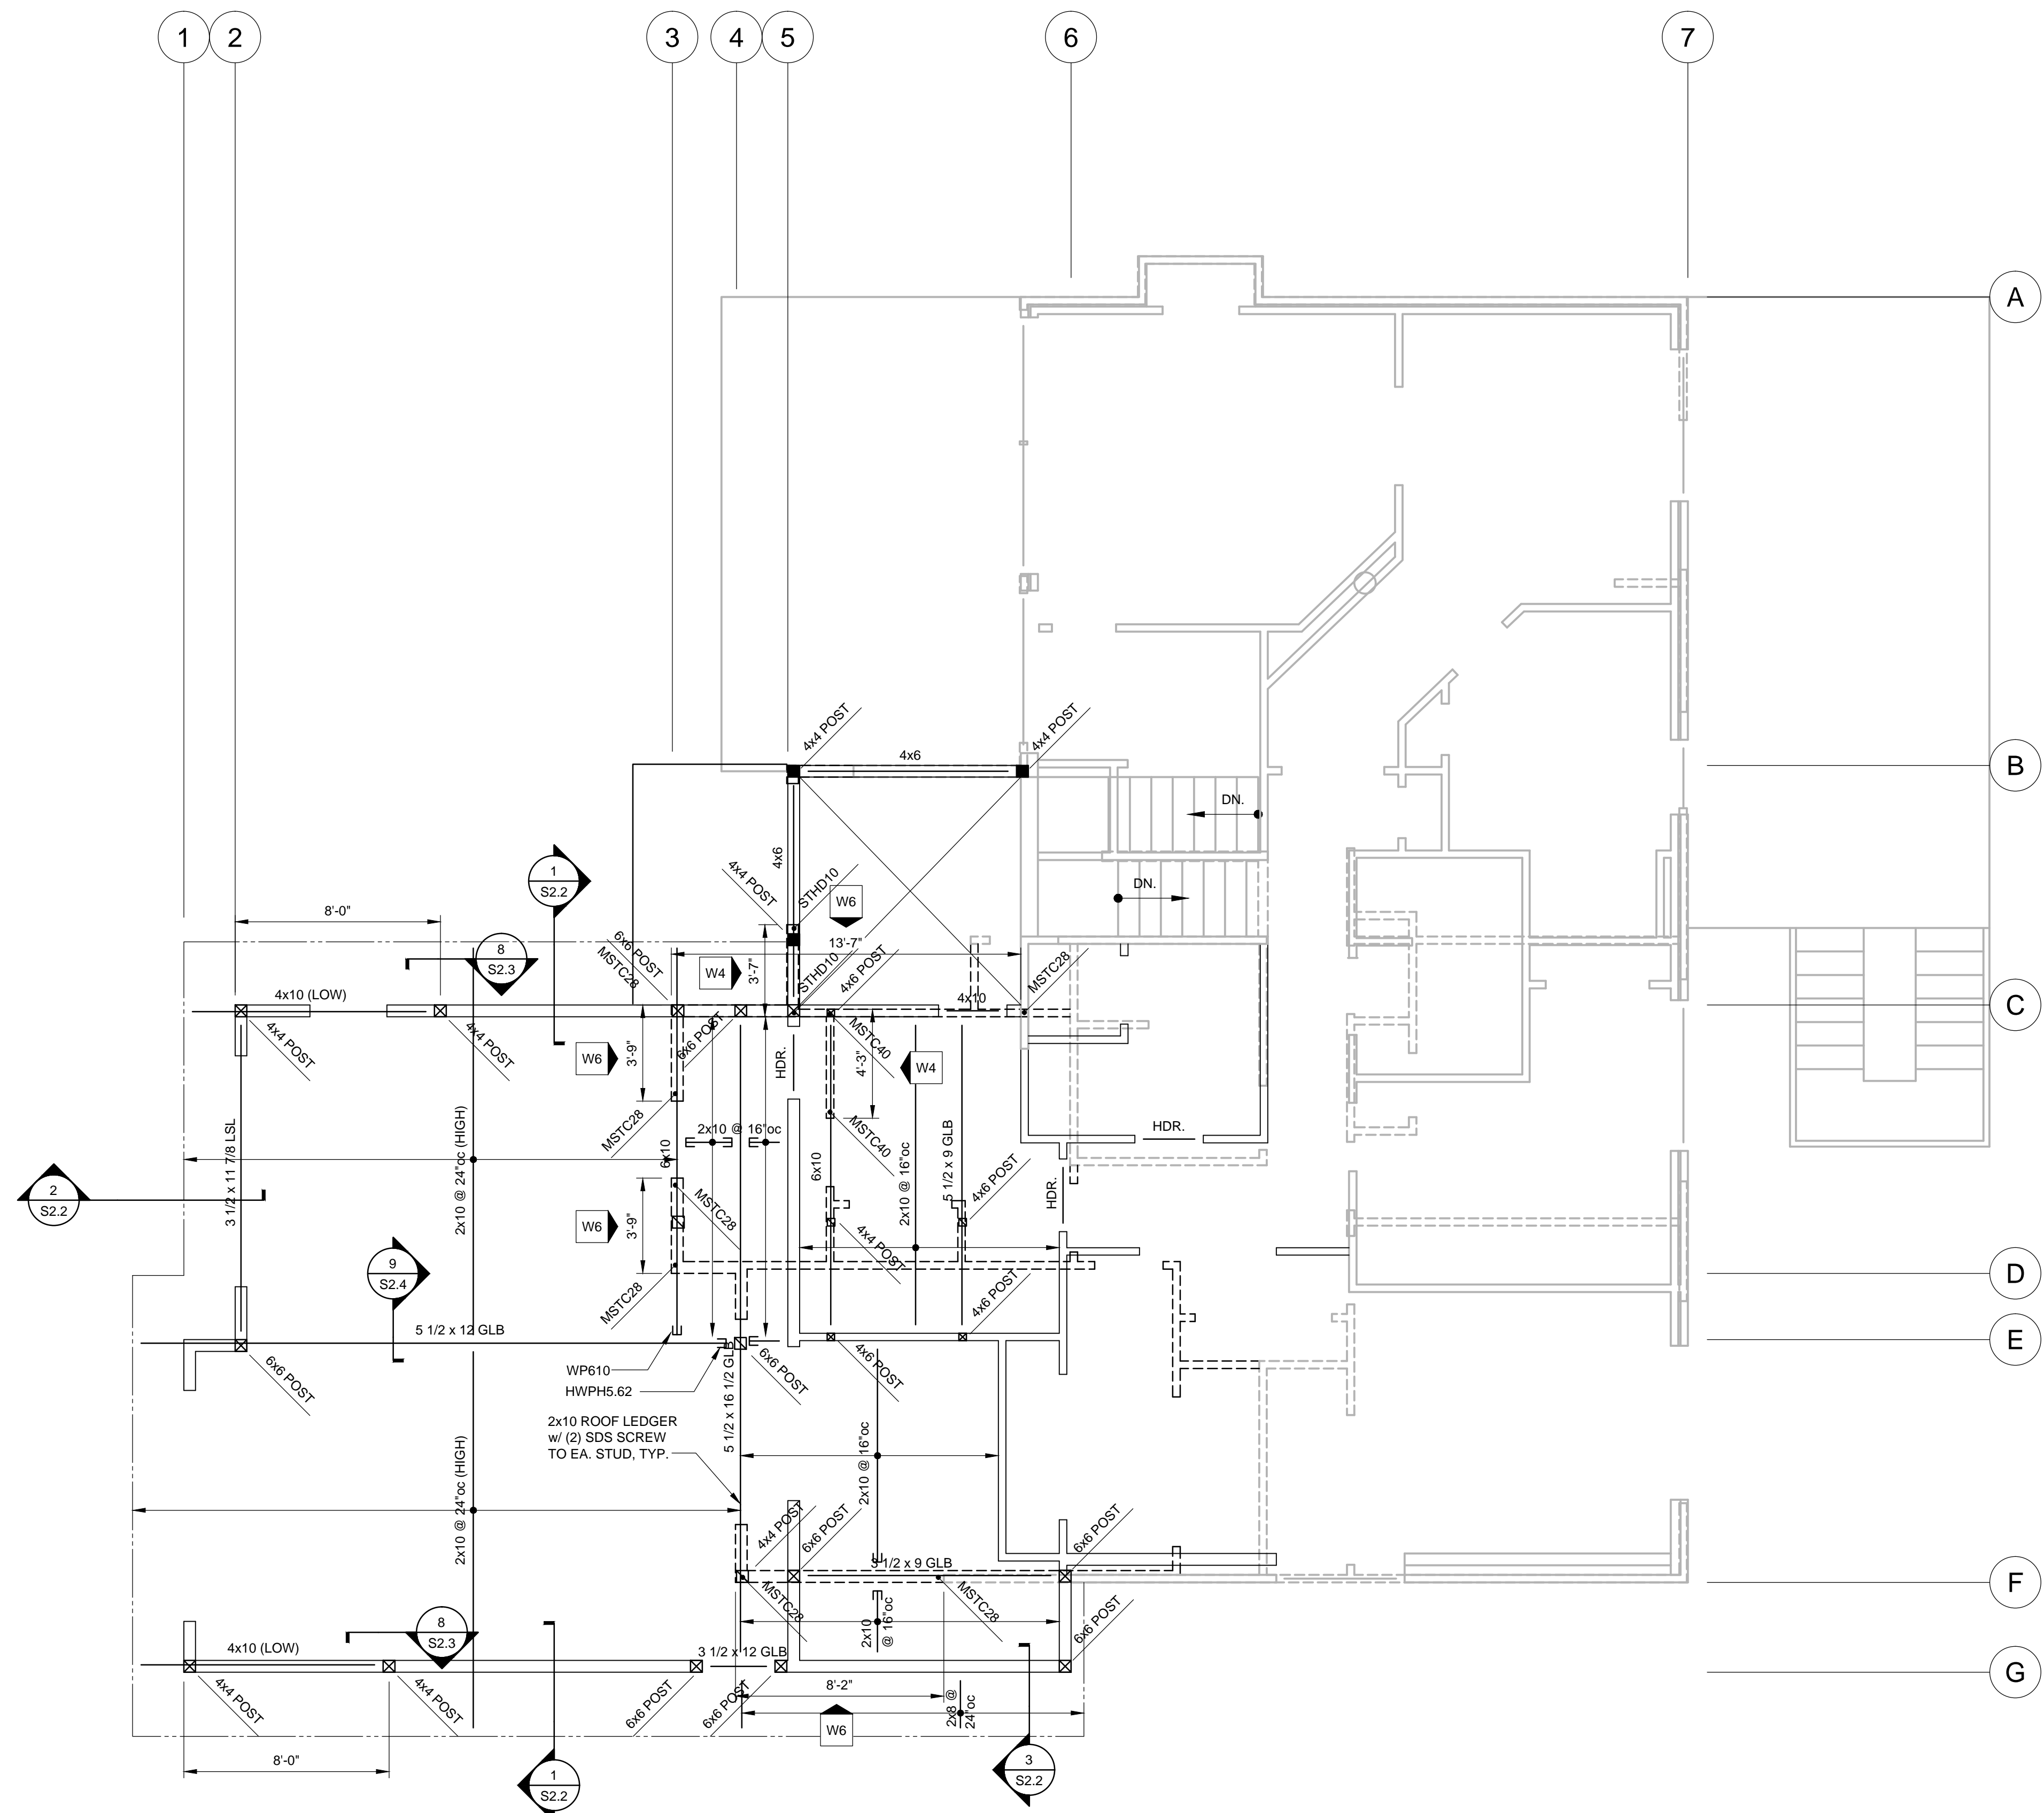 1
2
3
4
5
6
7
A
4x4 POST
4x4 POST
4x6
B
DN.
4x6
4x4 POST
STHD10
1
S2.2
W6
DN.
8'-0"
6x6 POST
MSTC28
13'-7"
8
S2.3
W4
3'-7"
STHD10
4x6 POST
MSTC28
4x10 (LOW)
4x10
C
4x4 POST
4x4 POST
W6
3'-9"
6x6 POST
HDR.
MSTC40
4'-3"
W4
MSTC28
2x10 @ 16"oc
MSTC40
HDR.
3 1/2 x 11 7/8 LSL
2x10 @ 24"oc (HIGH)
6x10
6x10
2x10 @ 16"oc
5 1/2 x 9 GLB
4x6 POST
HDR.
2
S2.2
W6
3'-9"
MSTC28
4x4 POST
9
S2.4
MSTC28
4x6 POST
D
5 1/2 x 12 GLB
E
6x6 POST
WP610
HWPH5.62
6x6 POST
4x6 POST
5 1/2 x 16 1/2 GLB
2x10 ROOF LEDGER
w/ (2) SDS SCREW
TO EA. STUD, TYP.
2x10 @ 24"oc (HIGH)
2x10 @ 16"oc
4x4 POST
6x6 POST
6x6 POST
3 1/2 x 9 GLB
F
MSTC28
MSTC28
2x10
@ 16"oc
6x6 POST
8
S2.3
4x10 (LOW)
3 1/2 x 12 GLB
G
4x4 POST
4x4 POST
6x6 POST
6x6 POST
8'-2"
2x8 @
24"oc
W6
8'-0"
1
S2.2
3
S2.2